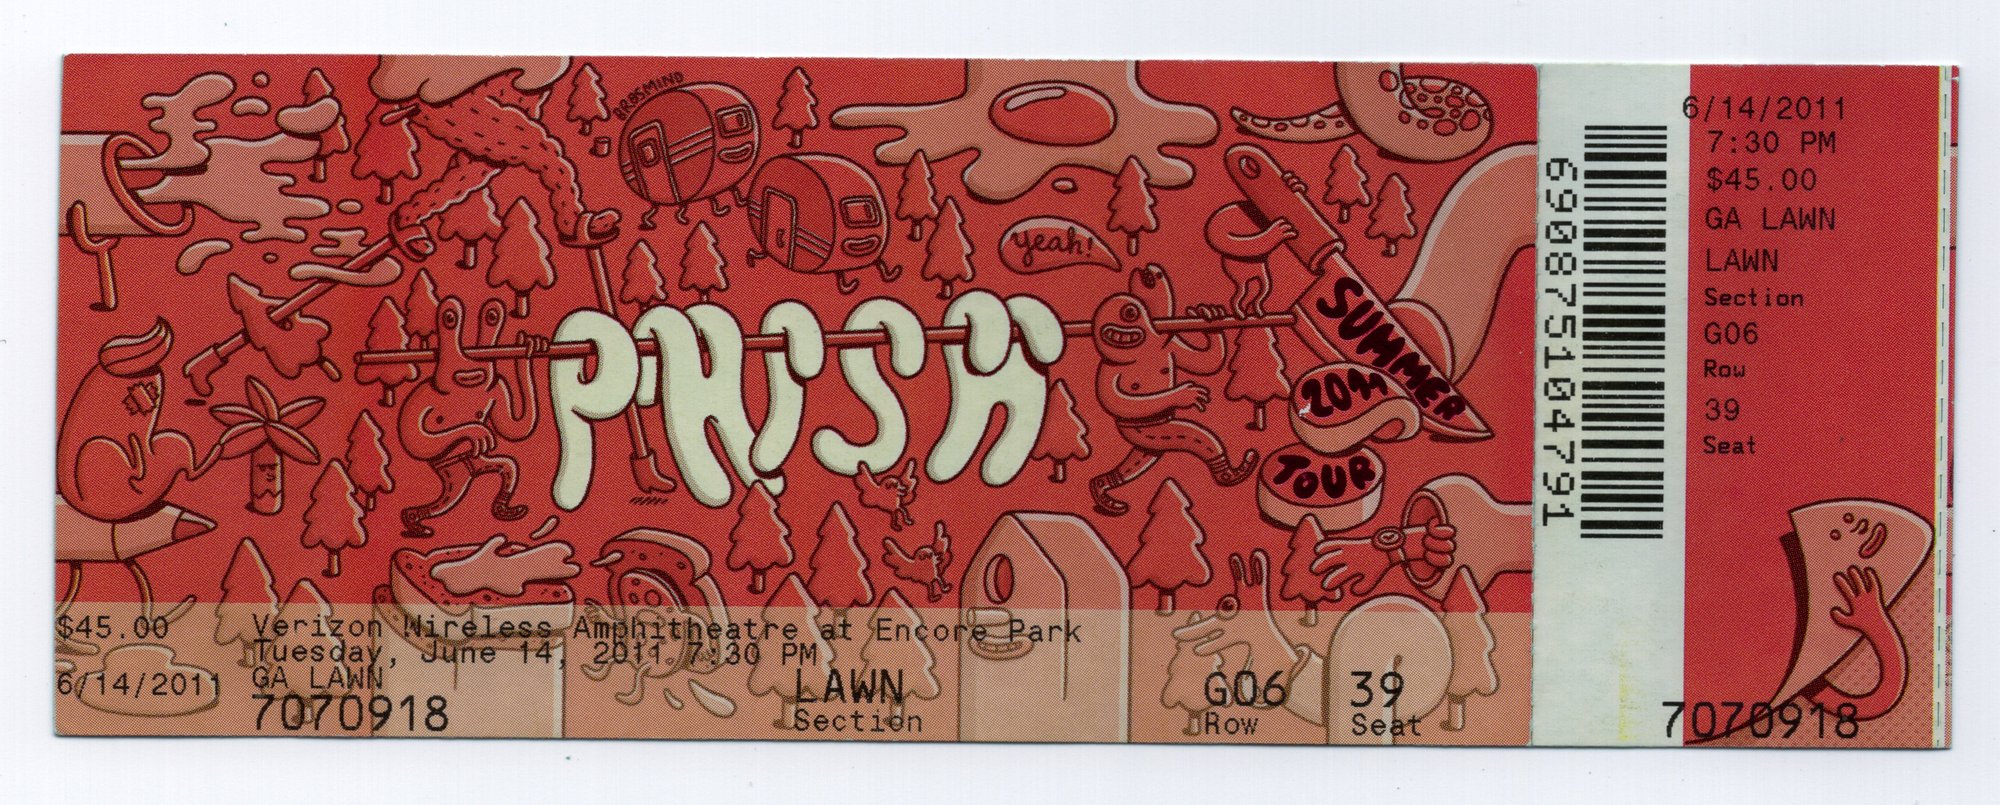 BRBSMIND
yeah!
PHISH
SUMMER
2011
TOUR
$45.00
6/14/2011
Verizon Wireless Amphitheatre at Encore Park
Tuesday, June 14, 2011 7:30 PM
GA LAWN
7070918
LAWN
Section
G06
Row
39
Seat
690875104791
6/14/2011
7:30 PM
$45.00
GA LAWN
LAWN
Section
G06
Row
39
Seat
7070918